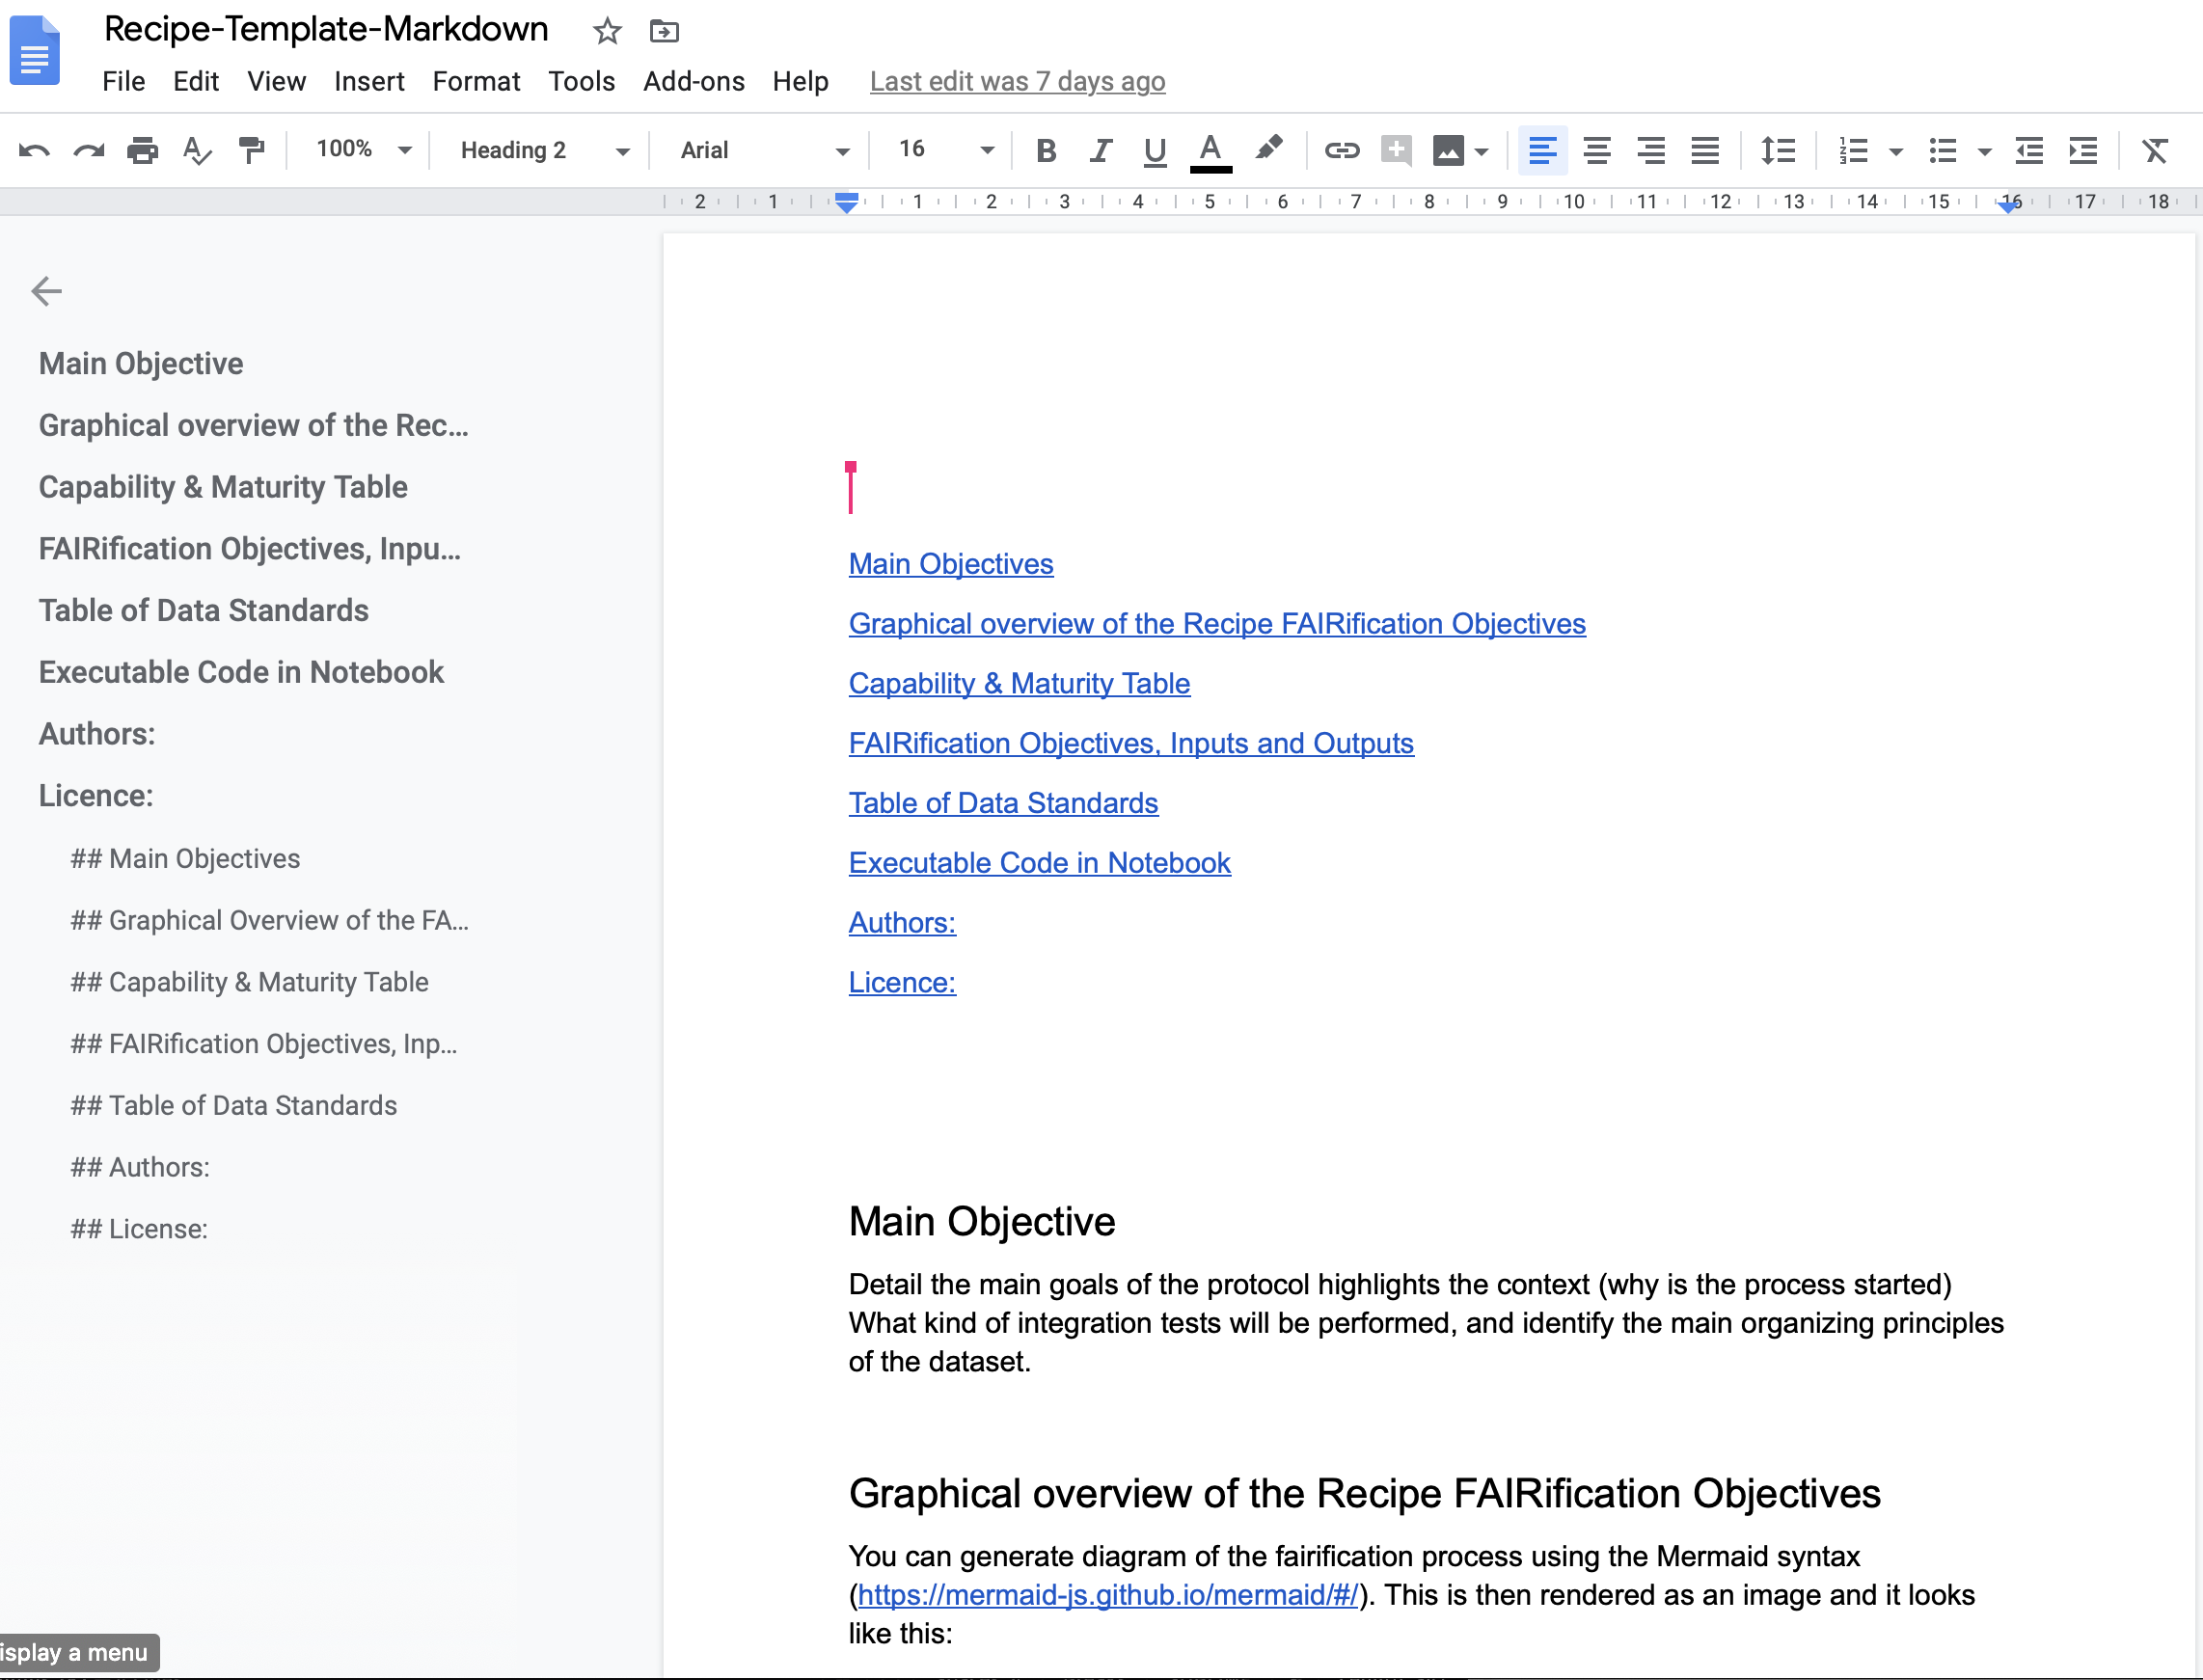 Recipe-Template-Markdown
File Edit View Insert Format Tools Add-ons Help Last edit was 7 days ago
100% Heading 2 Arial 16 B I U A
2 1 1 2 3 4 5 6 7 8 9 10 11 12 13 14 15 16 17 18
Main Objective
Graphical overview of the Rec...
Capability & Maturity Table
FAIRification Objectives, Inpu...
Table of Data Standards
Executable Code in Notebook
Authors:
Licence:
## Main Objectives
## Graphical Overview of the FA...
## Capability & Maturity Table
## FAIRification Objectives, Inp...
## Table of Data Standards
## Authors:
## License:
isplay a menu
Main Objectives
Graphical overview of the Recipe FAIRification Objectives
Capability & Maturity Table
FAIRification Objectives, Inputs and Outputs
Table of Data Standards
Executable Code in Notebook
Authors:
Licence:
Main Objective
Detail the main goals of the protocol highlights the context (why is the process started)
What kind of integration tests will be performed, and identify the main organizing principles
of the dataset.
Graphical overview of the Recipe FAIRification Objectives
You can generate diagram of the fairification process using the Mermaid syntax
(https://mermaid-js.github.io/mermaid/#/). This is then rendered as an image and it looks
like this: